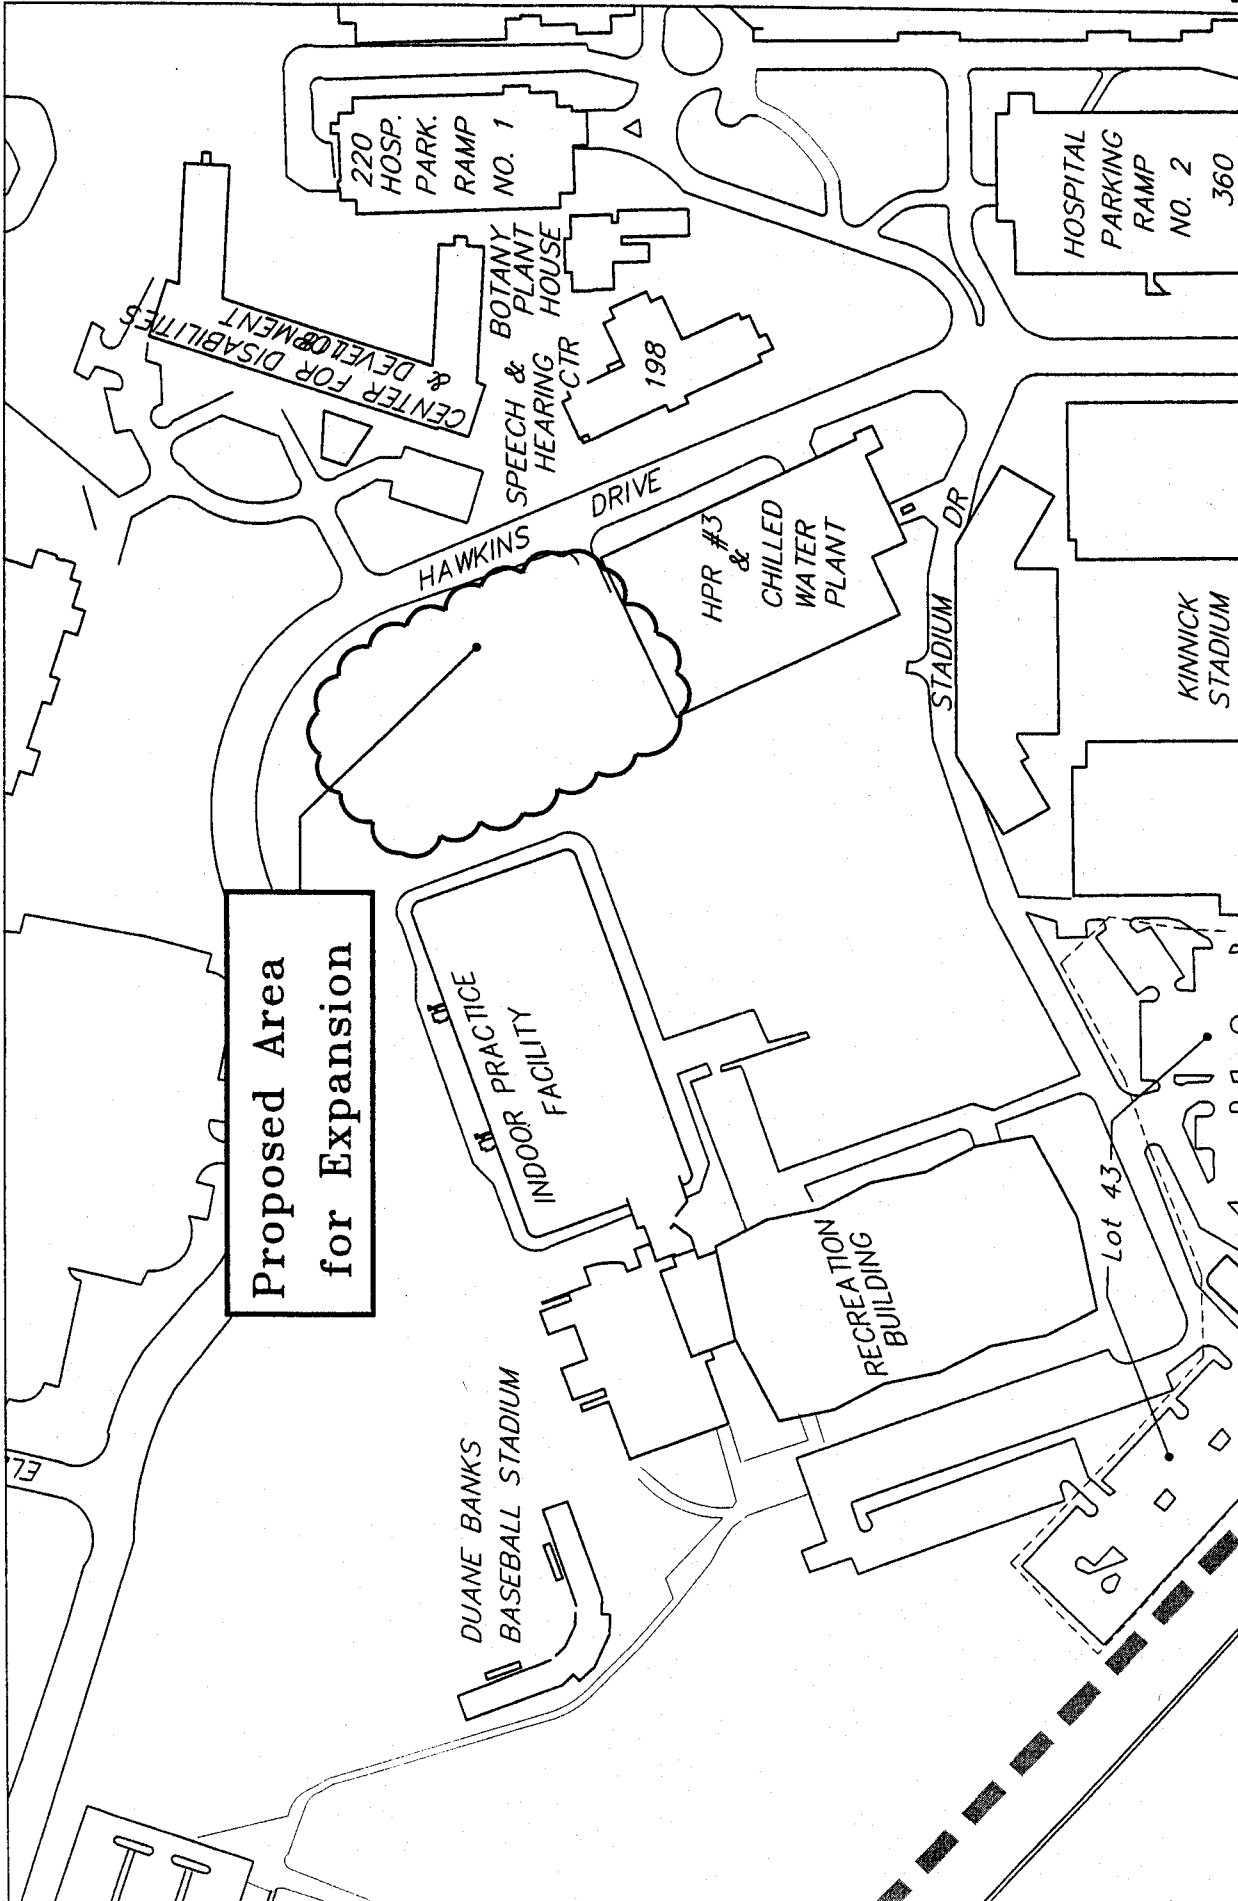 220
HOSP.
PARK.
RAMP
NO. 1
HOSPITAL
PARKING
RAMP
NO. 2
360
BOTANY
PLANT
HOUSE
CENTER FOR DISABILITIES
& DEVELOPMENT
SPEECH &
HEARING
CTR
198
HAWKINS DRIVE
HPR #3
&
CHILLED
WATER
PLANT
STADIUM DR
KINNICK
STADIUM
Proposed Area
for Expansion
INDOOR PRACTICE
FACILITY
RECREATION
BUILDING
Lot 43
DUANE BANKS
BASEBALL STADIUM